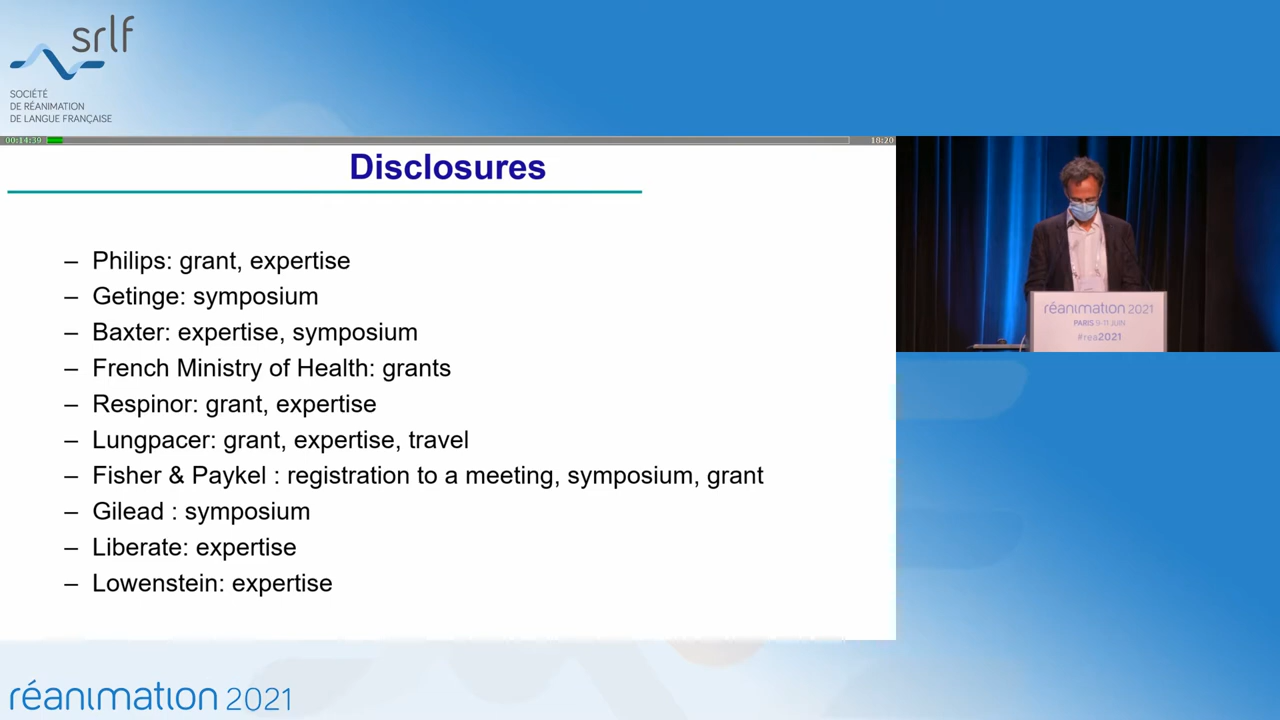 srlf
SOCIÉTÉ
DE RÉANIMATION
DE LANGUE FRANÇAISE
00:14:39
18:20
Disclosures
– Philips: grant, expertise
– Getinge: symposium
– Baxter: expertise, symposium
– French Ministry of Health: grants
– Respinor: grant, expertise
– Lungpacer: grant, expertise, travel
– Fisher & Paykel : registration to a meeting, symposium, grant
– Gilead : symposium
– Liberate: expertise
– Lowenstein: expertise
réanimation 2021
PARIS 9-11 JUIN
#rea2021
réanimation 2021